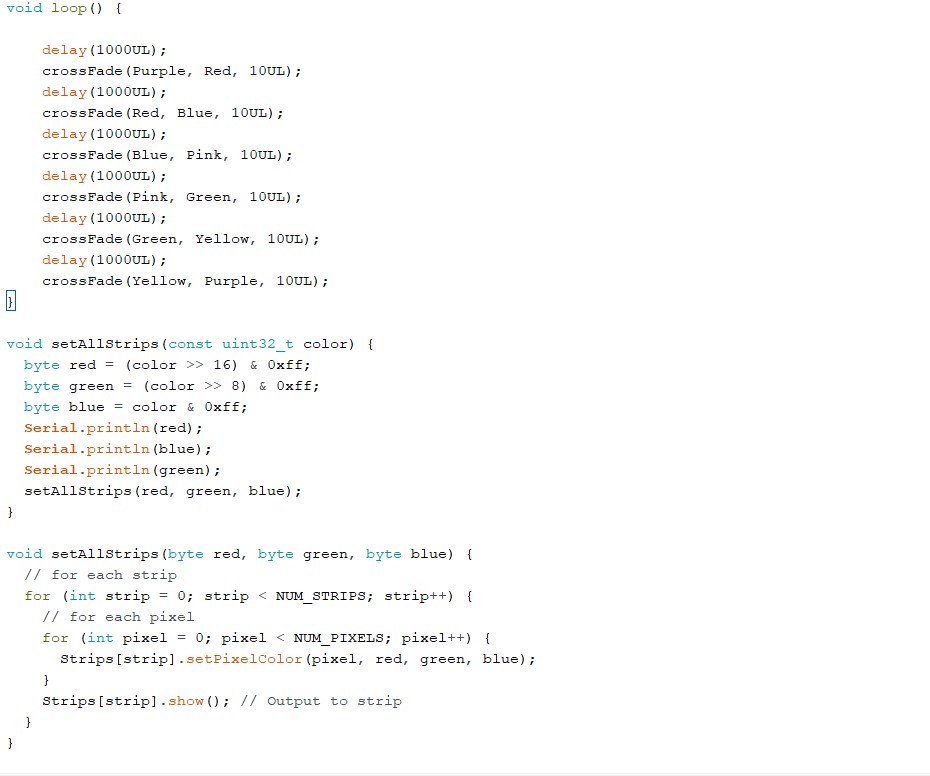 void loop() {
delay(1000UL);
crossFade(Purple, Red, 10UL);
delay(1000UL);
crossFade(Red, Blue, 10UL);
delay(1000UL);
crossFade(Blue, Pink, 10UL);
delay(1000UL);
crossFade(Pink, Green, 10UL);
delay(1000UL);
crossFade(Green, Yellow, 10UL);
delay(1000UL);
crossFade(Yellow, Purple, 10UL);
}
void setAllStrips(const uint32_t color) {
byte red = (color >> 16) & 0xff;
byte green = (color >> 8) & 0xff;
byte blue = color & 0xff;
Serial.println(red);
Serial.println(blue);
Serial.println(green);
setAllStrips(red, green, blue);
}
void setAllStrips(byte red, byte green, byte blue) {
// for each strip
for (int strip = 0; strip < NUM_STRIPS; strip++) {
// for each pixel
for (int pixel = 0; pixel < NUM_PIXELS; pixel++) {
Strips[strip].setPixelColor(pixel, red, green, blue);
}
Strips[strip].show(); // Output to strip
}
}